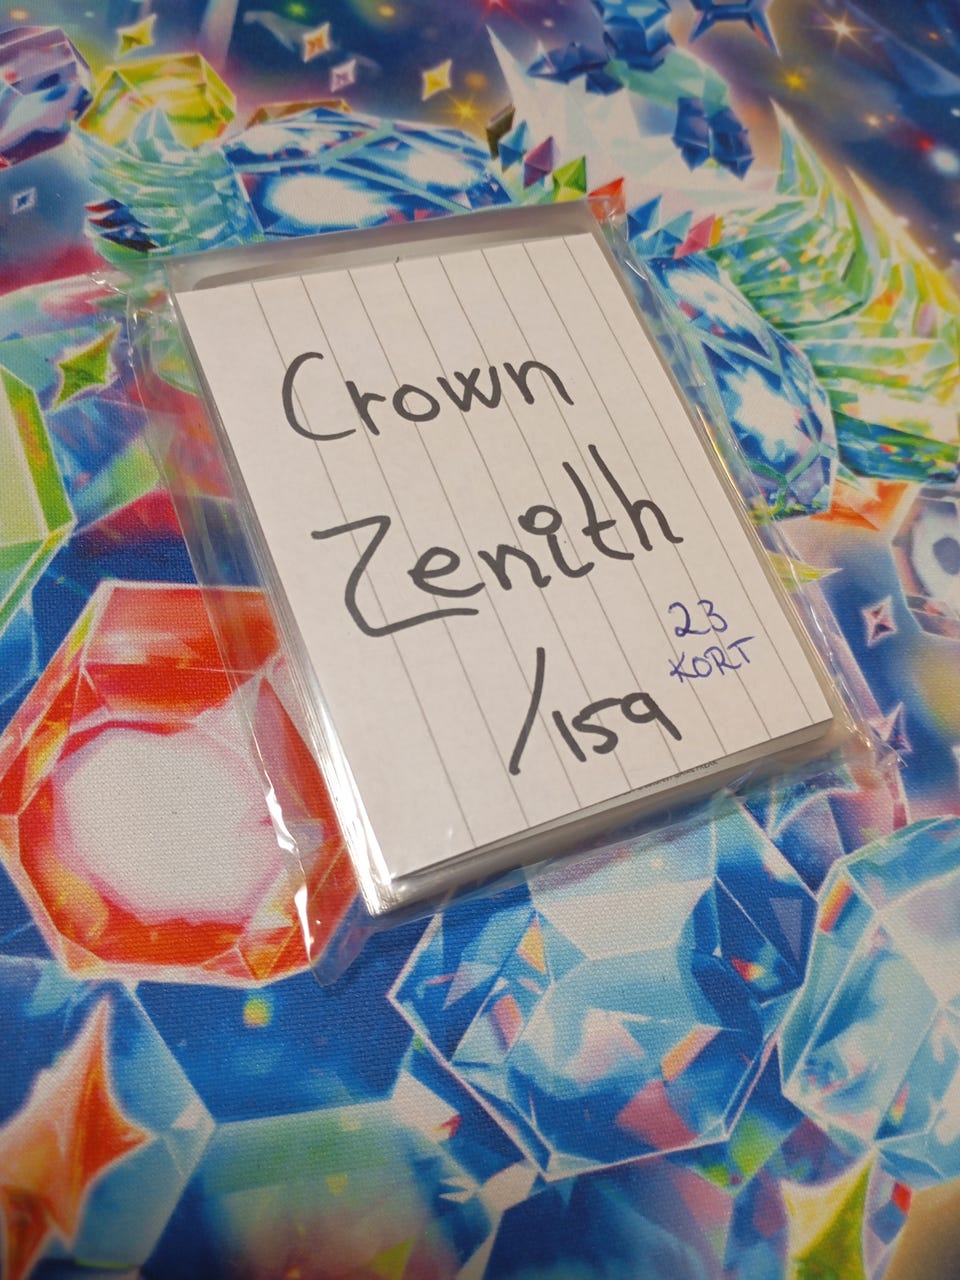 Crown
Zenith
/159
23
KORT